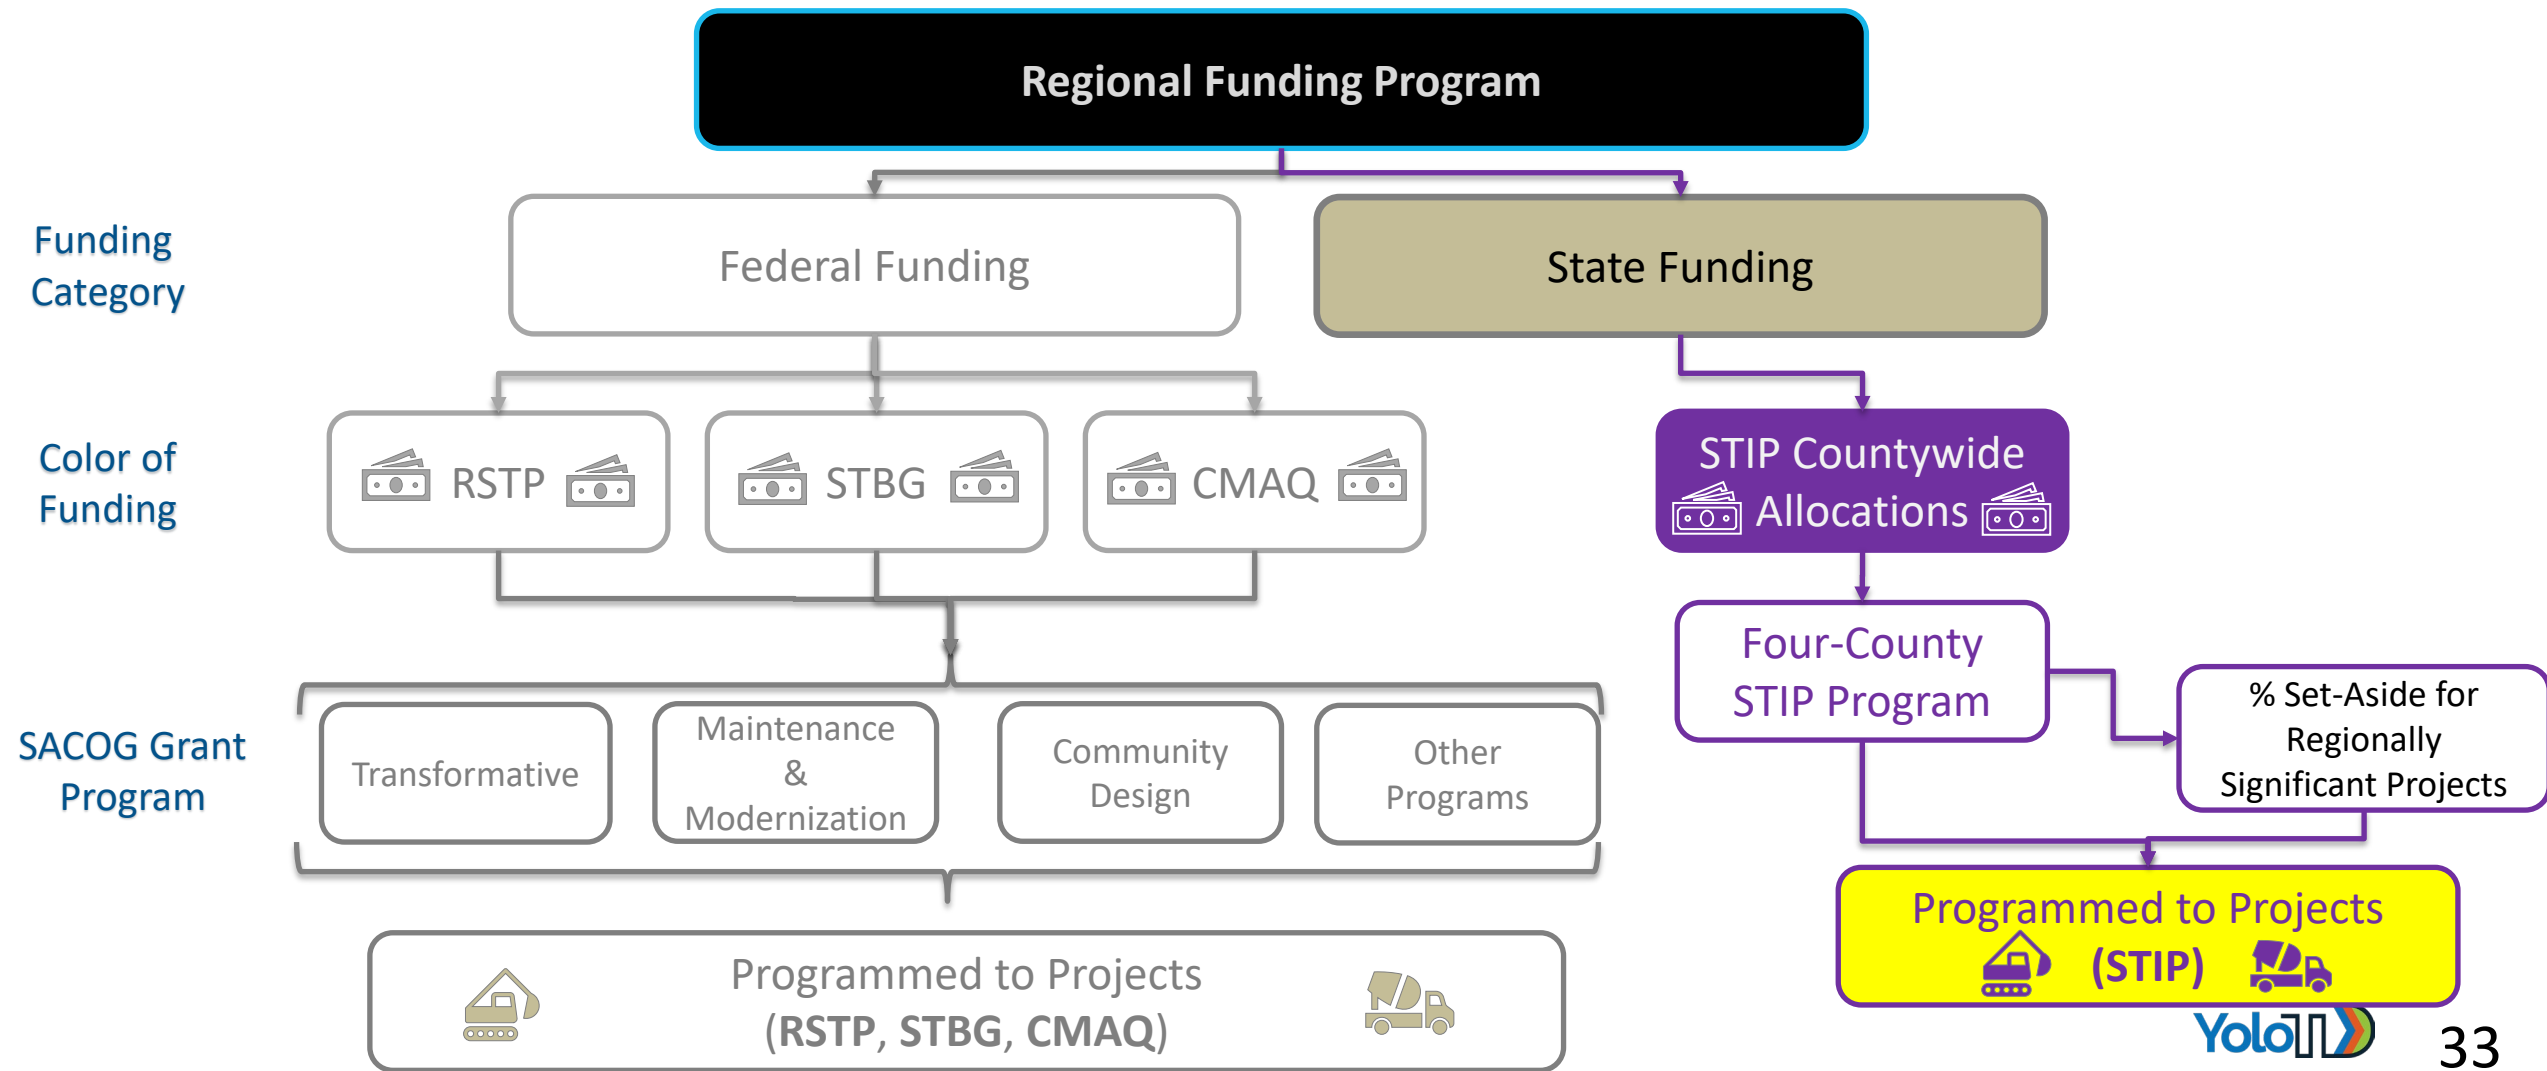 Regional Funding Program
Funding
Category
Federal Funding
State Funding
Color of
Funding
RSTP
STBG
CMAQ
STIP Countywide
Allocations
Four-County
STIP Program
% Set-Aside for
Regionally
Significant Projects
SACOG Grant
Program
Transformative
Maintenance
&
Modernization
Community
Design
Other
Programs
Programmed to Projects
(STIP)
Programmed to Projects
(RSTP, STBG, CMAQ)
YoloTD
33